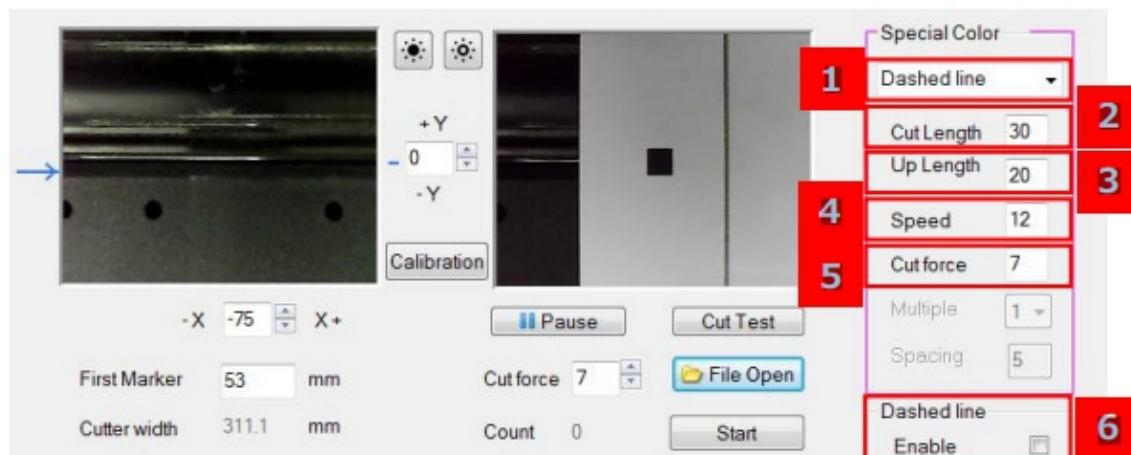 Special Color
1
Dashed line
2
Cut Length 30
+Y
0
-Y
Up Length 20
3
4
Speed 12
Calibration
5
Cut force 7
-X -75 X+
Pause
Cut Test
Multiple 1
First Marker 53 mm
Cut force 7
File Open
Spacing 5
Cutter width 311.1 mm
Count 0
Start
Dashed line
Enable
6